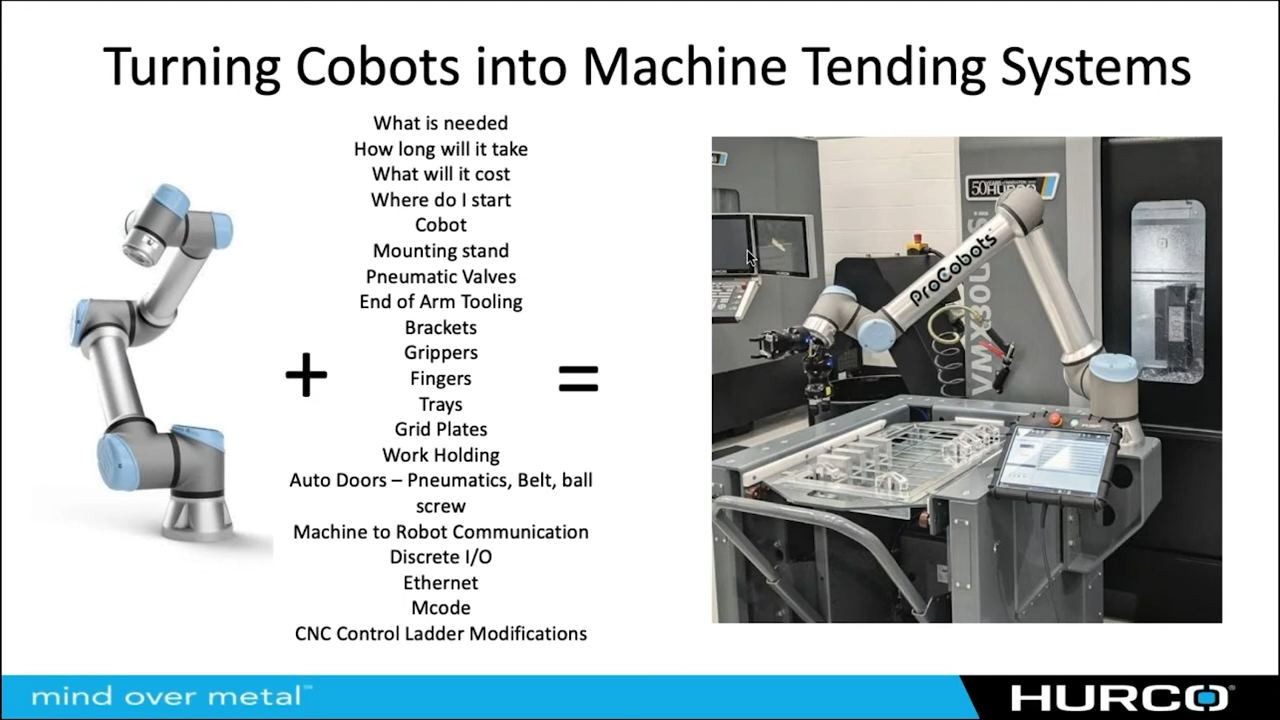 Turning Cobots into Machine Tending Systems
What is needed
How long will it take
What will it cost
Where do I start
Cobot
Mounting stand
Pneumatic Valves
End of Arm Tooling
Brackets
Grippers
Fingers
Trays
Grid Plates
Work Holding
Auto Doors – Pneumatics, Belt, ball
screw
Machine to Robot Communication
Discrete I/O
Ethernet
Mcode
CNC Control Ladder Modifications
+
=
50
HURCO
ProCobots
VMX30U
mind over metal™
HURCO®